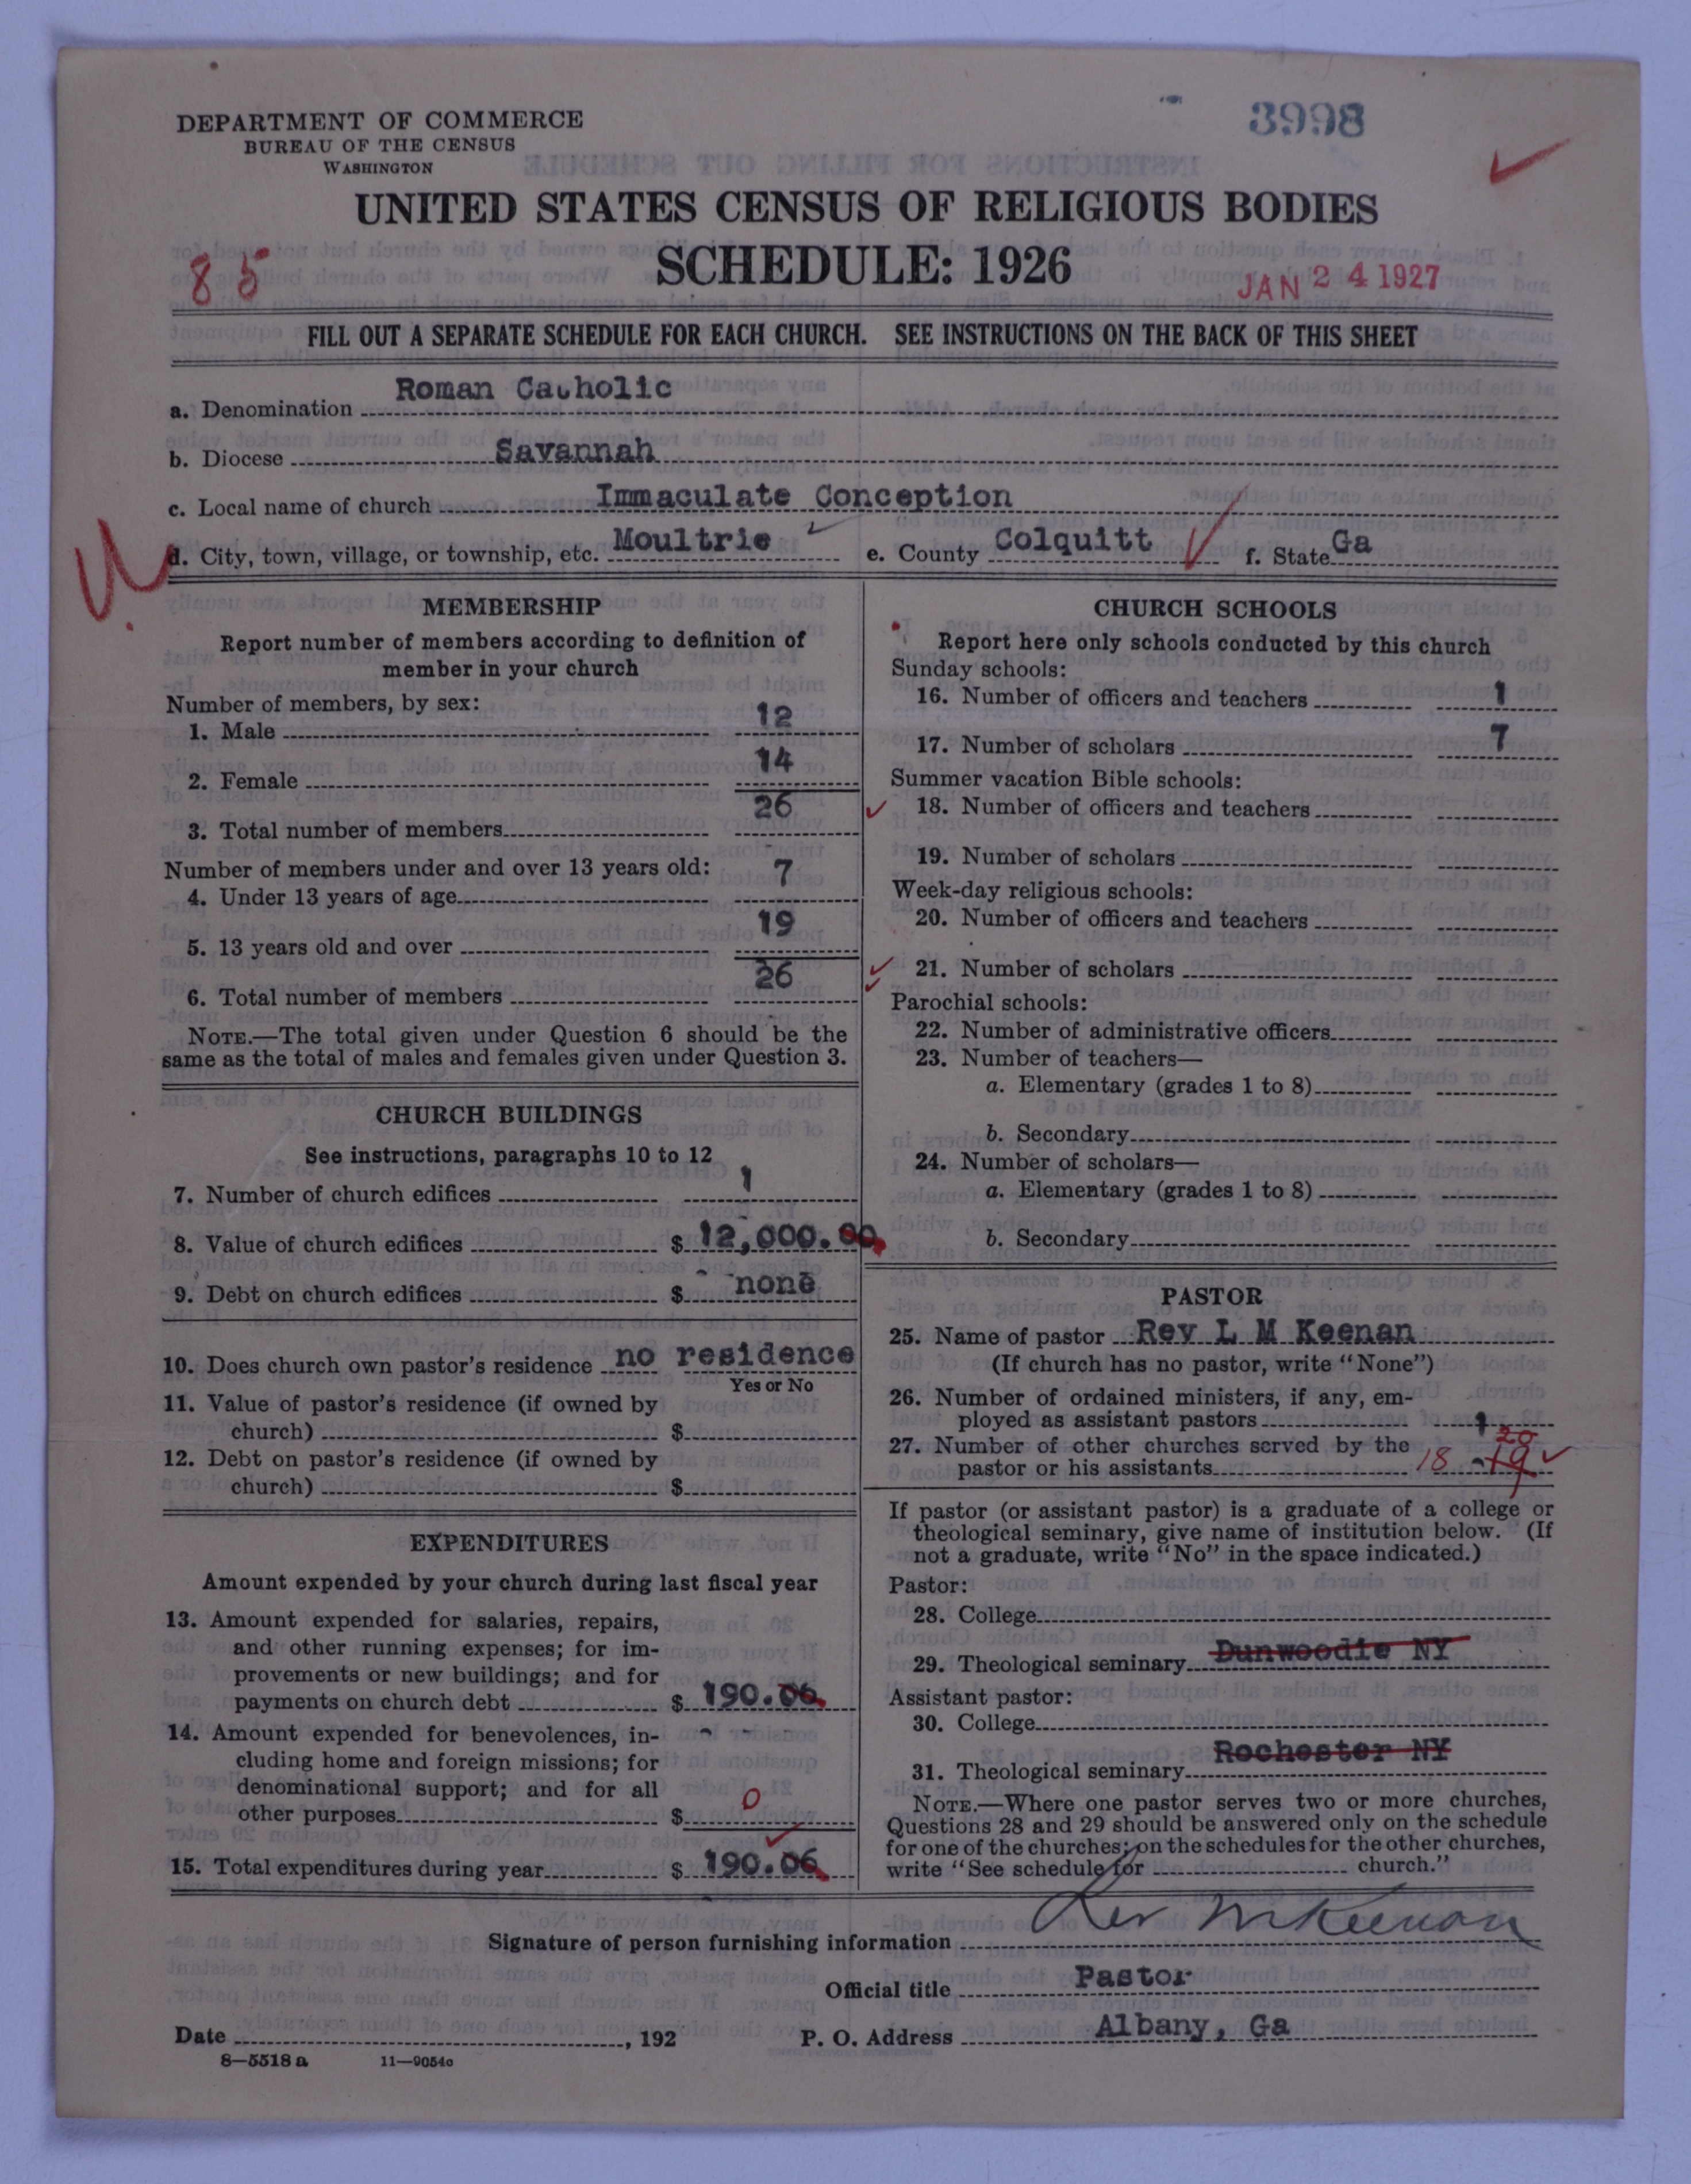 3998
DEPARTMENT OF COMMERCE
BUREAU OF THE CENSUS
WASHINGTON
UNITED STATES CENSUS OF RELIGIOUS BODIES
SCHEDULE: 1926
85
JAN 24 1927
FILL OUT A SEPARATE SCHEDULE FOR EACH CHURCH. SEE INSTRUCTIONS ON THE BACK OF THIS SHEET
a. Denomination Roman Catholic
b. Diocese Savannah
c. Local name of church Immaculate Conception
d. City, town, village, or township, etc. Moultrie e. County Colquitt f. State Ga
MEMBERSHIP
Report number of members according to definition of
member in your church
Number of members, by sex:
1. Male 12
2. Female 14
3. Total number of members 26
Number of members under and over 13 years old:
4. Under 13 years of age 7
5. 13 years old and over 19
6. Total number of members 26
NOTE.—The total given under Question 6 should be the
same as the total of males and females given under Question 3.
CHURCH BUILDINGS
See instructions, paragraphs 10 to 12
7. Number of church edifices 1
8. Value of church edifices $ 12,000.00
9. Debt on church edifices $ none
10. Does church own pastor's residence no residence
Yes or No
11. Value of pastor's residence (if owned by
church) $
12. Debt on pastor's residence (if owned by
church) $
EXPENDITURES
Amount expended by your church during last fiscal year
13. Amount expended for salaries, repairs,
and other running expenses; for im-
provements or new buildings; and for
payments on church debt $ 190.06
14. Amount expended for benevolences, in-
cluding home and foreign missions; for
denominational support; and for all
other purposes $ 0
15. Total expenditures during year $ 190.06
CHURCH SCHOOLS
Report here only schools conducted by this church
Sunday schools:
16. Number of officers and teachers 1
17. Number of scholars 7
Summer vacation Bible schools:
18. Number of officers and teachers
19. Number of scholars
Week-day religious schools:
20. Number of officers and teachers
21. Number of scholars
Parochial schools:
22. Number of administrative officers
23. Number of teachers—
a. Elementary (grades 1 to 8)
b. Secondary
24. Number of scholars—
a. Elementary (grades 1 to 8)
b. Secondary
PASTOR
25. Name of pastor Rev L M Keenan
(If church has no pastor, write "None")
26. Number of ordained ministers, if any, em-
ployed as assistant pastors 1
27. Number of other churches served by the 20
pastor or his assistants 18 19
If pastor (or assistant pastor) is a graduate of a college or
theological seminary, give name of institution below. (If
not a graduate, write "No" in the space indicated.)
Pastor:
28. College
29. Theological seminary Dunwoodie NY
Assistant pastor:
30. College
31. Theological seminary Rochester NY
NOTE.—Where one pastor serves two or more churches,
Questions 28 and 29 should be answered only on the schedule
for one of the churches; on the schedules for the other churches,
write "See schedule for church."
Signature of person furnishing information Rev M Keenan
Official title Pastor
Date , 192 P. O. Address Albany, Ga
8—5518 a 11—9054o